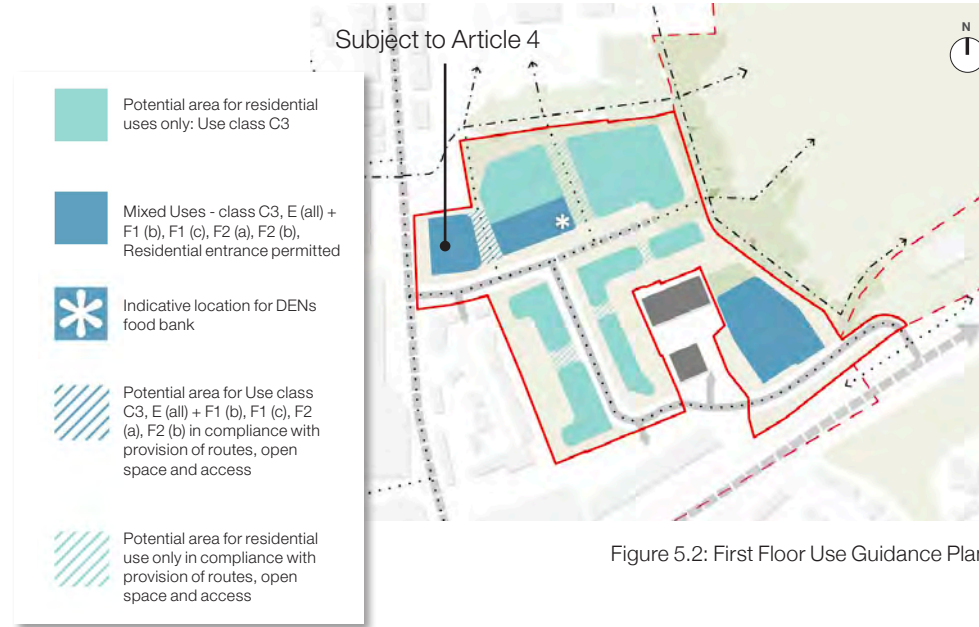 Subject to Article 4
N
Potential area for residential
uses only: Use class C3
Mixed Uses - class C3, E (all) +
F1 (b), F1 (c), F2 (a), F2 (b),
Residential entrance permitted
Indicative location for DENs
food bank
Potential area for Use class
C3, E (all) + F1 (b), F1 (c), F2
(a), F2 (b) in compliance with
provision of routes, open
space and access
Potential area for residential
use only in compliance with
provision of routes, open
space and access
Figure 5.2: First Floor Use Guidance Plan